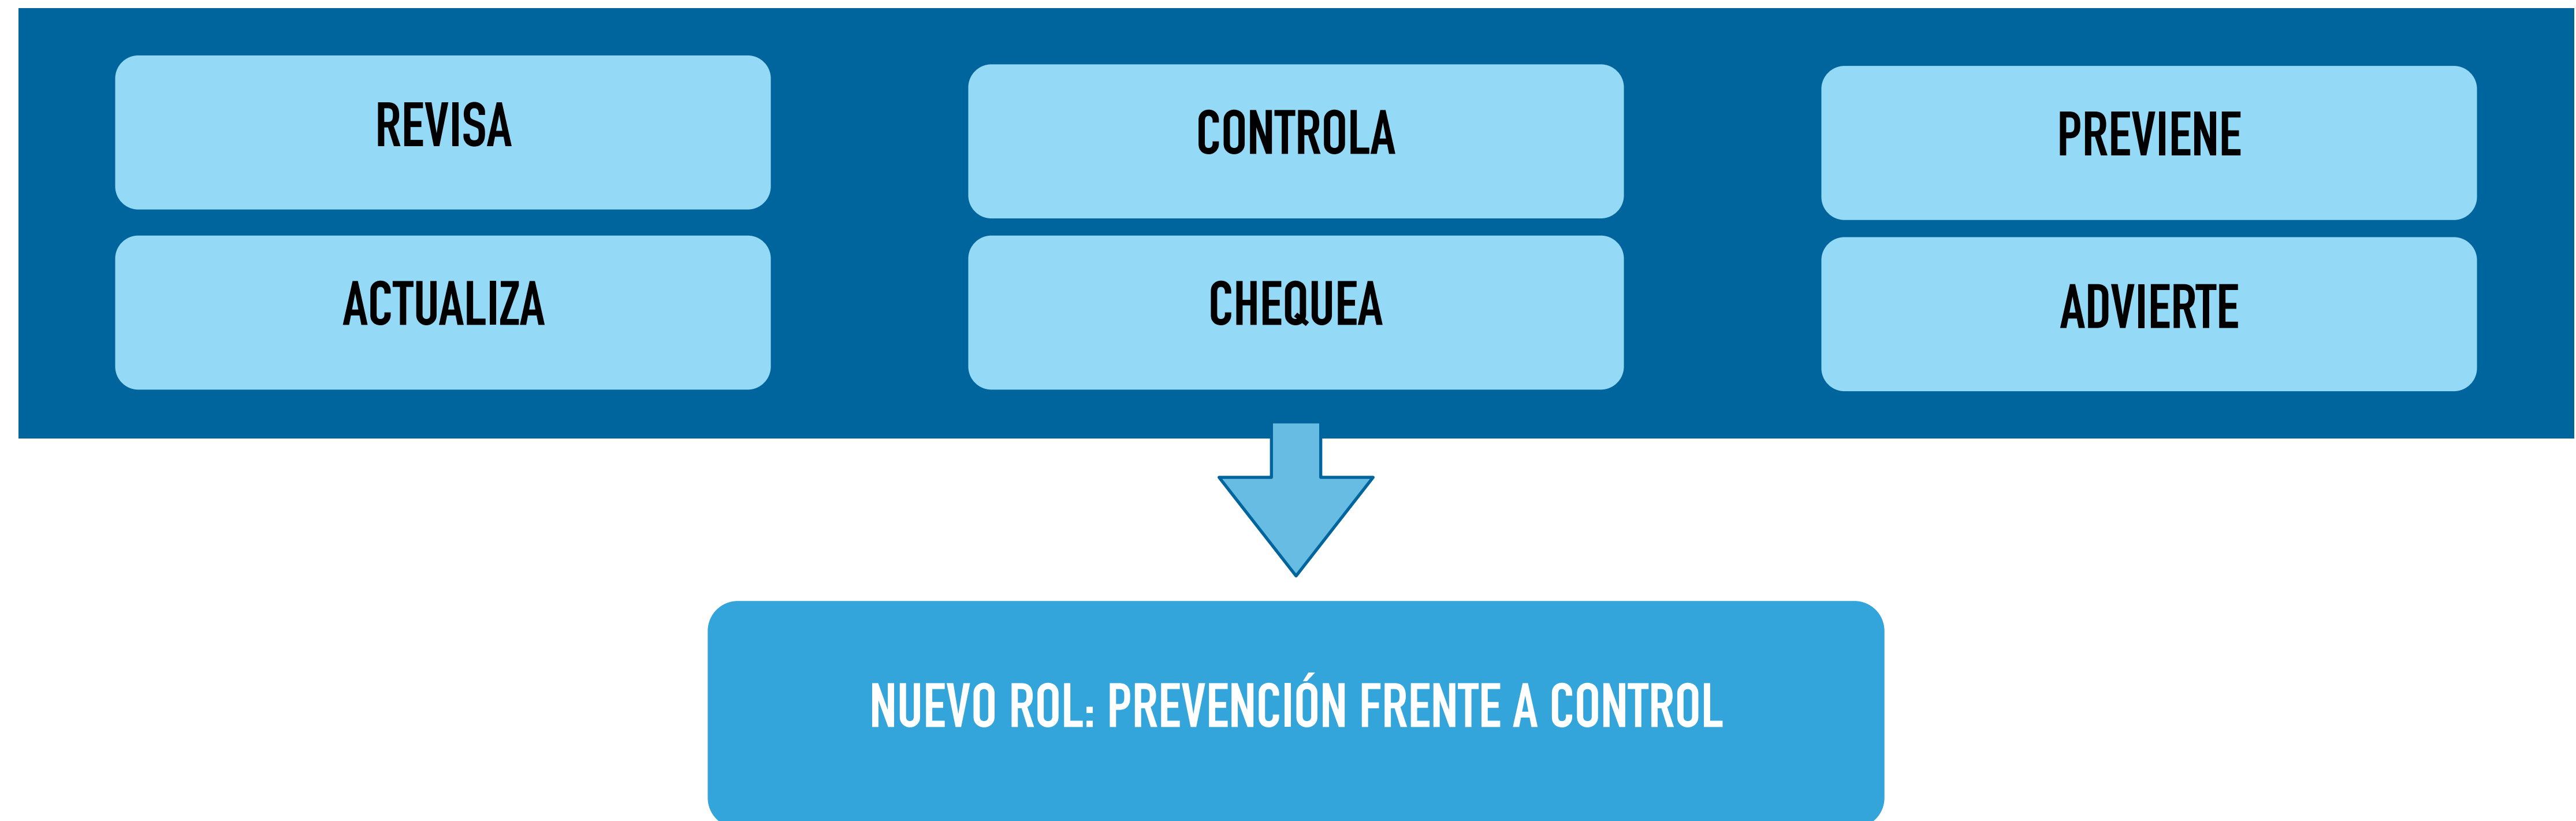 REVISA
CONTROLA
PREVIENE
ACTUALIZA
CHEQUEA
ADVIERTE
NUEVO ROL: PREVENCIÓN FRENTE A CONTROL